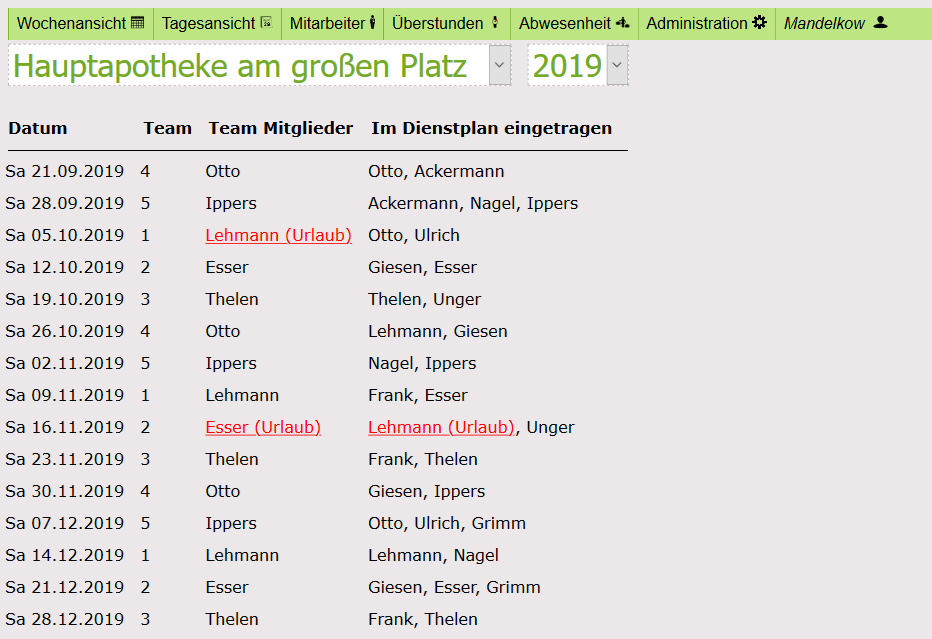 Wochenansicht Tagesansicht Mitarbeiter Überstunden Abwesenheit Administration Mandelkow
Hauptapotheke am großen Platz 2019
Datum Team Team Mitglieder Im Dienstplan eingetragen
Sa 21.09.2019 4 Otto Otto, Ackermann
Sa 28.09.2019 5 Ippers Ackermann, Nagel, Ippers
Sa 05.10.2019 1 Lehmann (Urlaub) Otto, Ulrich
Sa 12.10.2019 2 Esser Giesen, Esser
Sa 19.10.2019 3 Thelen Thelen, Unger
Sa 26.10.2019 4 Otto Lehmann, Giesen
Sa 02.11.2019 5 Ippers Nagel, Ippers
Sa 09.11.2019 1 Lehmann Frank, Esser
Sa 16.11.2019 2 Esser (Urlaub) Lehmann (Urlaub), Unger
Sa 23.11.2019 3 Thelen Frank, Thelen
Sa 30.11.2019 4 Otto Giesen, Ippers
Sa 07.12.2019 5 Ippers Otto, Ulrich, Grimm
Sa 14.12.2019 1 Lehmann Lehmann, Nagel
Sa 21.12.2019 2 Esser Giesen, Esser, Grimm
Sa 28.12.2019 3 Thelen Frank, Thelen